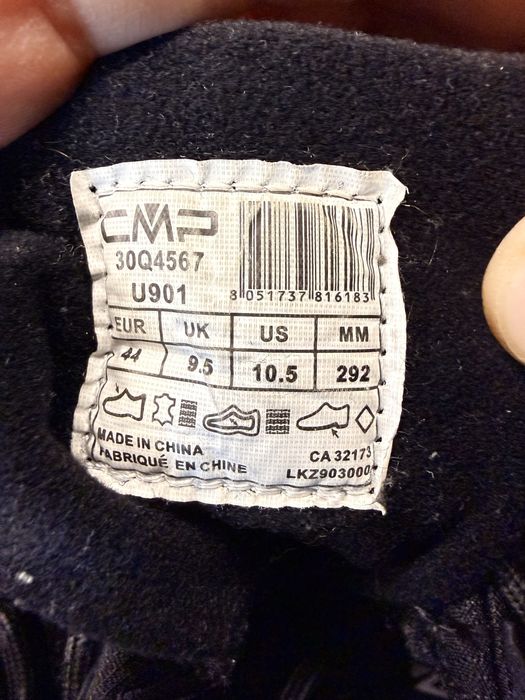 CMP
30Q4567
U901
8 051737 816183
EUR UK US MM
44 9.5 10.5 292
MADE IN CHINA
FABRIQUÉ EN CHINE
CA 32173
LKZ903000